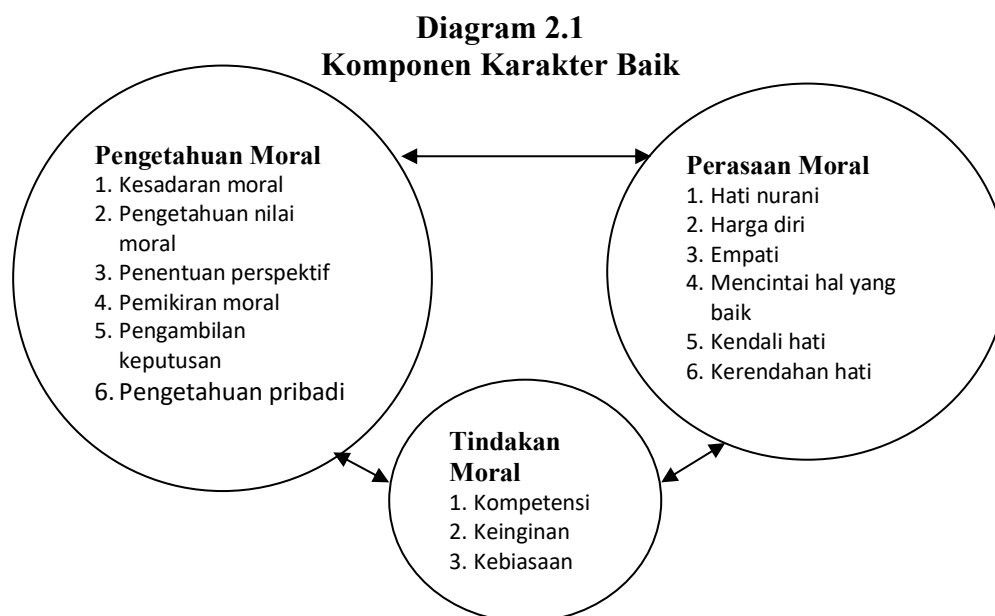 Diagram 2.1
Komponen Karakter Baik
Pengetahuan Moral
1. Kesadaran moral
2. Pengetahuan nilai
moral
3. Penentuan perspektif
4. Pemikiran moral
5. Pengambilan
keputusan
6. Pengetahuan pribadi
Perasaan Moral
1. Hati nurani
2. Harga diri
3. Empati
4. Mencintai hal yang
baik
5. Kendali hati
6. Kerendahan hati
Tindakan
Moral
1. Kompetensi
2. Keinginan
3. Kebiasaan